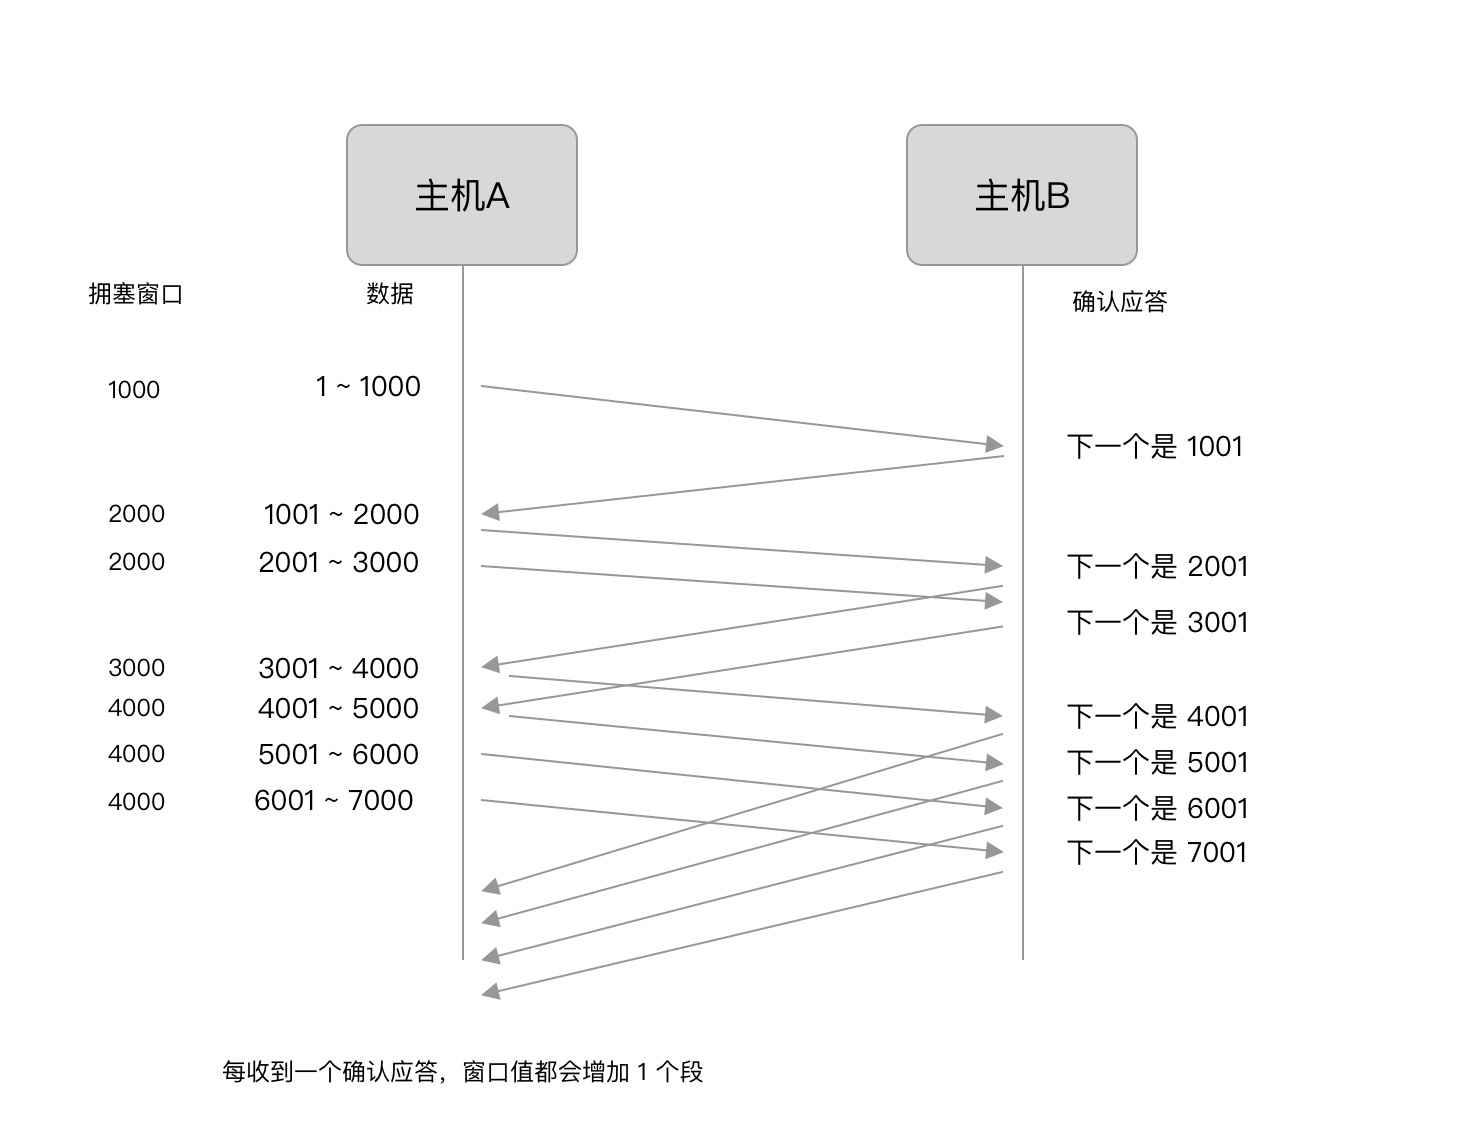 主机A
主机B
拥塞窗口
数据
确认应答
1000
1 ~ 1000
下一个是 1001
2000
1001 ~ 2000
2000
2001 ~ 3000
下一个是 2001
下一个是 3001
3000
3001 ~ 4000
4000
4001 ~ 5000
下一个是 4001
4000
5001 ~ 6000
下一个是 5001
4000
6001 ~ 7000
下一个是 6001
下一个是 7001
每收到一个确认应答，窗口值都会增加 1 个段